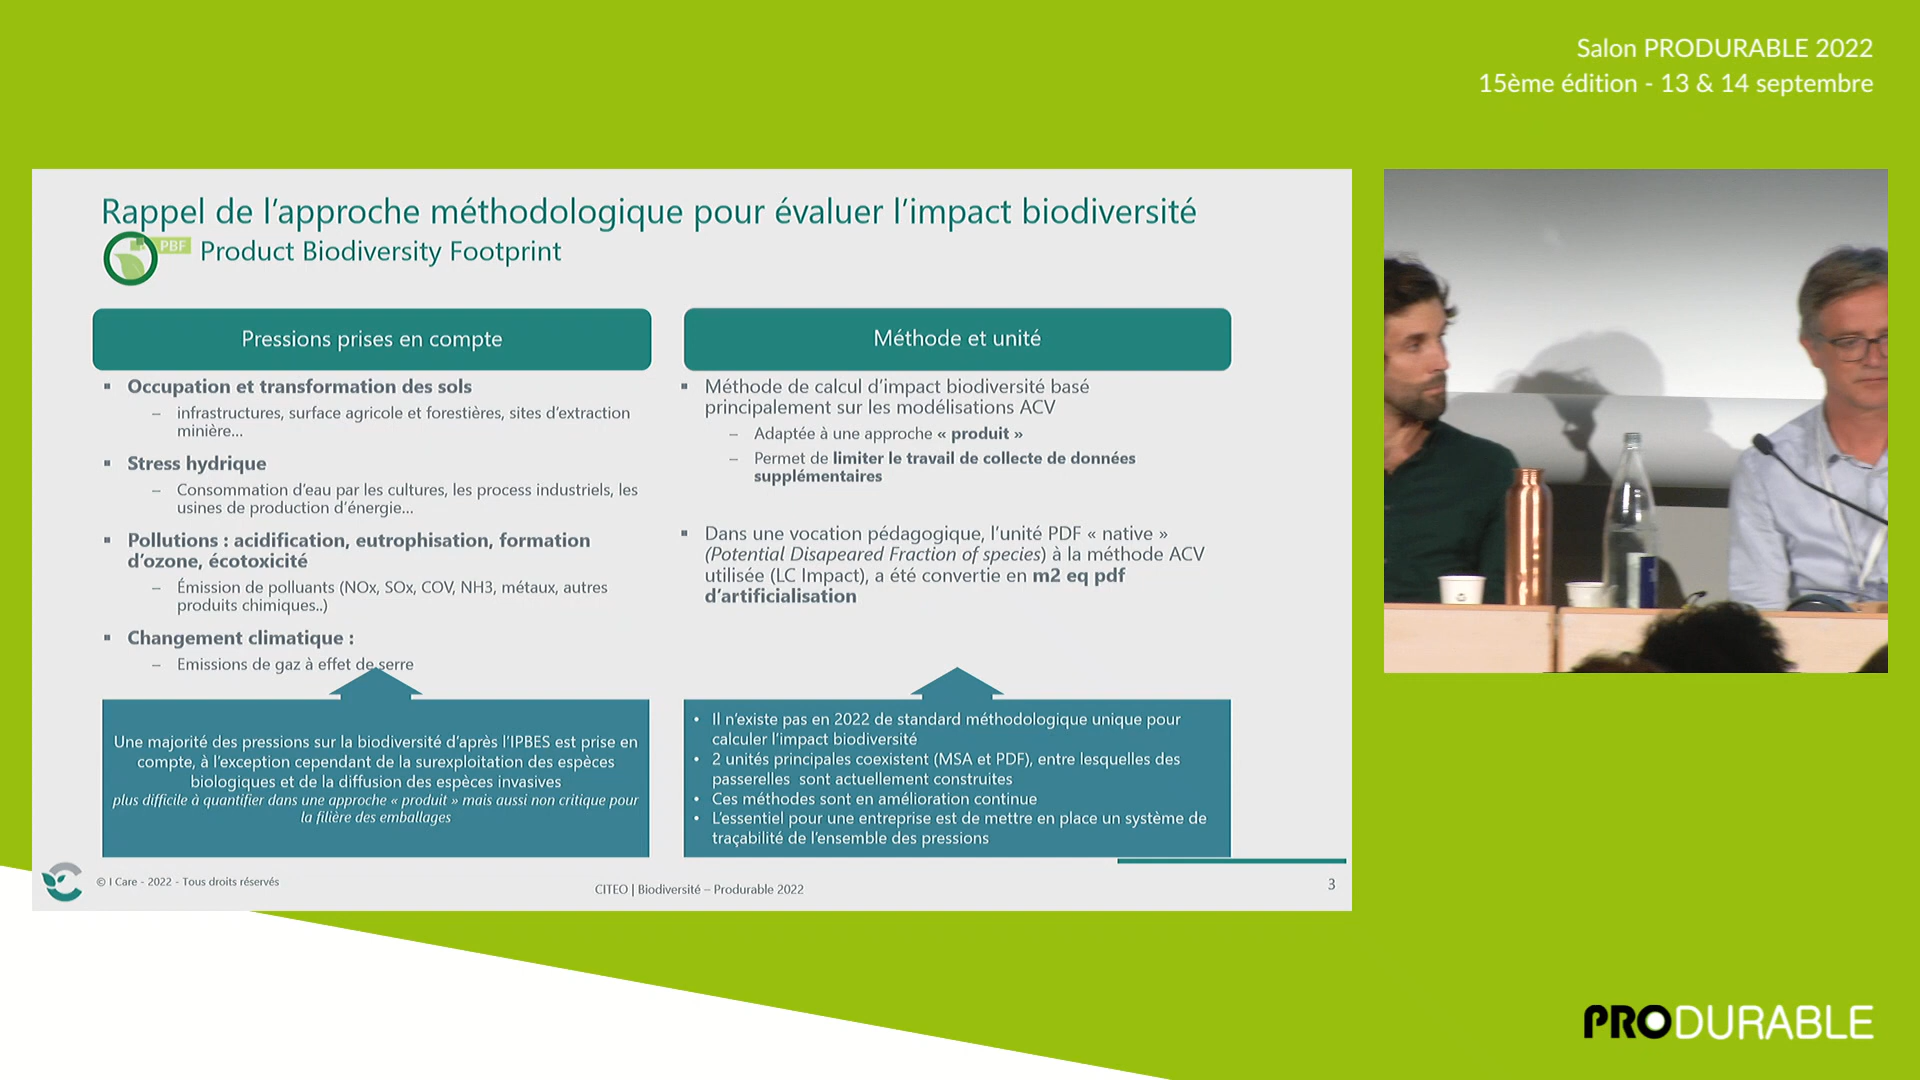 Salon PRODURABLE 2022
15ème édition - 13 & 14 septembre
Rappel de l'approche méthodologique pour évaluer l'impact biodiversité
PBF
Product Biodiversity Footprint
Pressions prises en compte
▪ Occupation et transformation des sols
– infrastructures, surface agricole et forestières, sites d'extraction
minière...
▪ Stress hydrique
– Consommation d'eau par les cultures, les process industriels, les
usines de production d'énergie...
▪ Pollutions : acidification, eutrophisation, formation
d'ozone, écotoxicité
– Émission de polluants (NOx, SOx, COV, NH3, métaux, autres
produits chimiques..)
▪ Changement climatique :
– Emissions de gaz à effet de serre
Une majorité des pressions sur la biodiversité d'après l'IPBES est prise en
compte, à l'exception cependant de la surexploitation des espèces
biologiques et de la diffusion des espèces invasives
plus difficile à quantifier dans une approche « produit » mais aussi non critique pour
la filière des emballages
Méthode et unité
▪ Méthode de calcul d'impact biodiversité basé
principalement sur les modélisations ACV
– Adaptée à une approche « produit »
– Permet de limiter le travail de collecte de données
supplémentaires
▪ Dans une vocation pédagogique, l'unité PDF « native »
(Potential Disapeared Fraction of species) à la méthode ACV
utilisée (LC Impact), a été convertie en m2 eq pdf
d'artificialisation
• Il n'existe pas en 2022 de standard méthodologique unique pour
calculer l'impact biodiversité
• 2 unités principales coexistent (MSA et PDF), entre lesquelles des
passerelles sont actuellement construites
• Ces méthodes sont en amélioration continue
• L'essentiel pour une entreprise est de mettre en place un système de
traçabilité de l'ensemble des pressions
© I Care - 2022 - Tous droits réservés
CITEO | Biodiversité – Produrable 2022
3
PRODURABLE